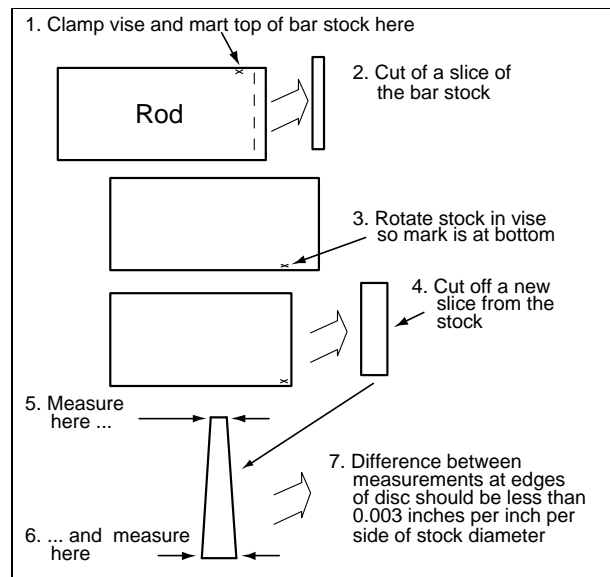 1. Clamp vise and mart top of bar stock here
Rod
2. Cut of a slice of
the bar stock
3. Rotate stock in vise
so mark is at bottom
4. Cut off a new
slice from the
stock
5. Measure
here ...
6. ... and measure
here
7. Difference between
measurements at edges
of disc should be less than
0.003 inches per inch per
side of stock diameter